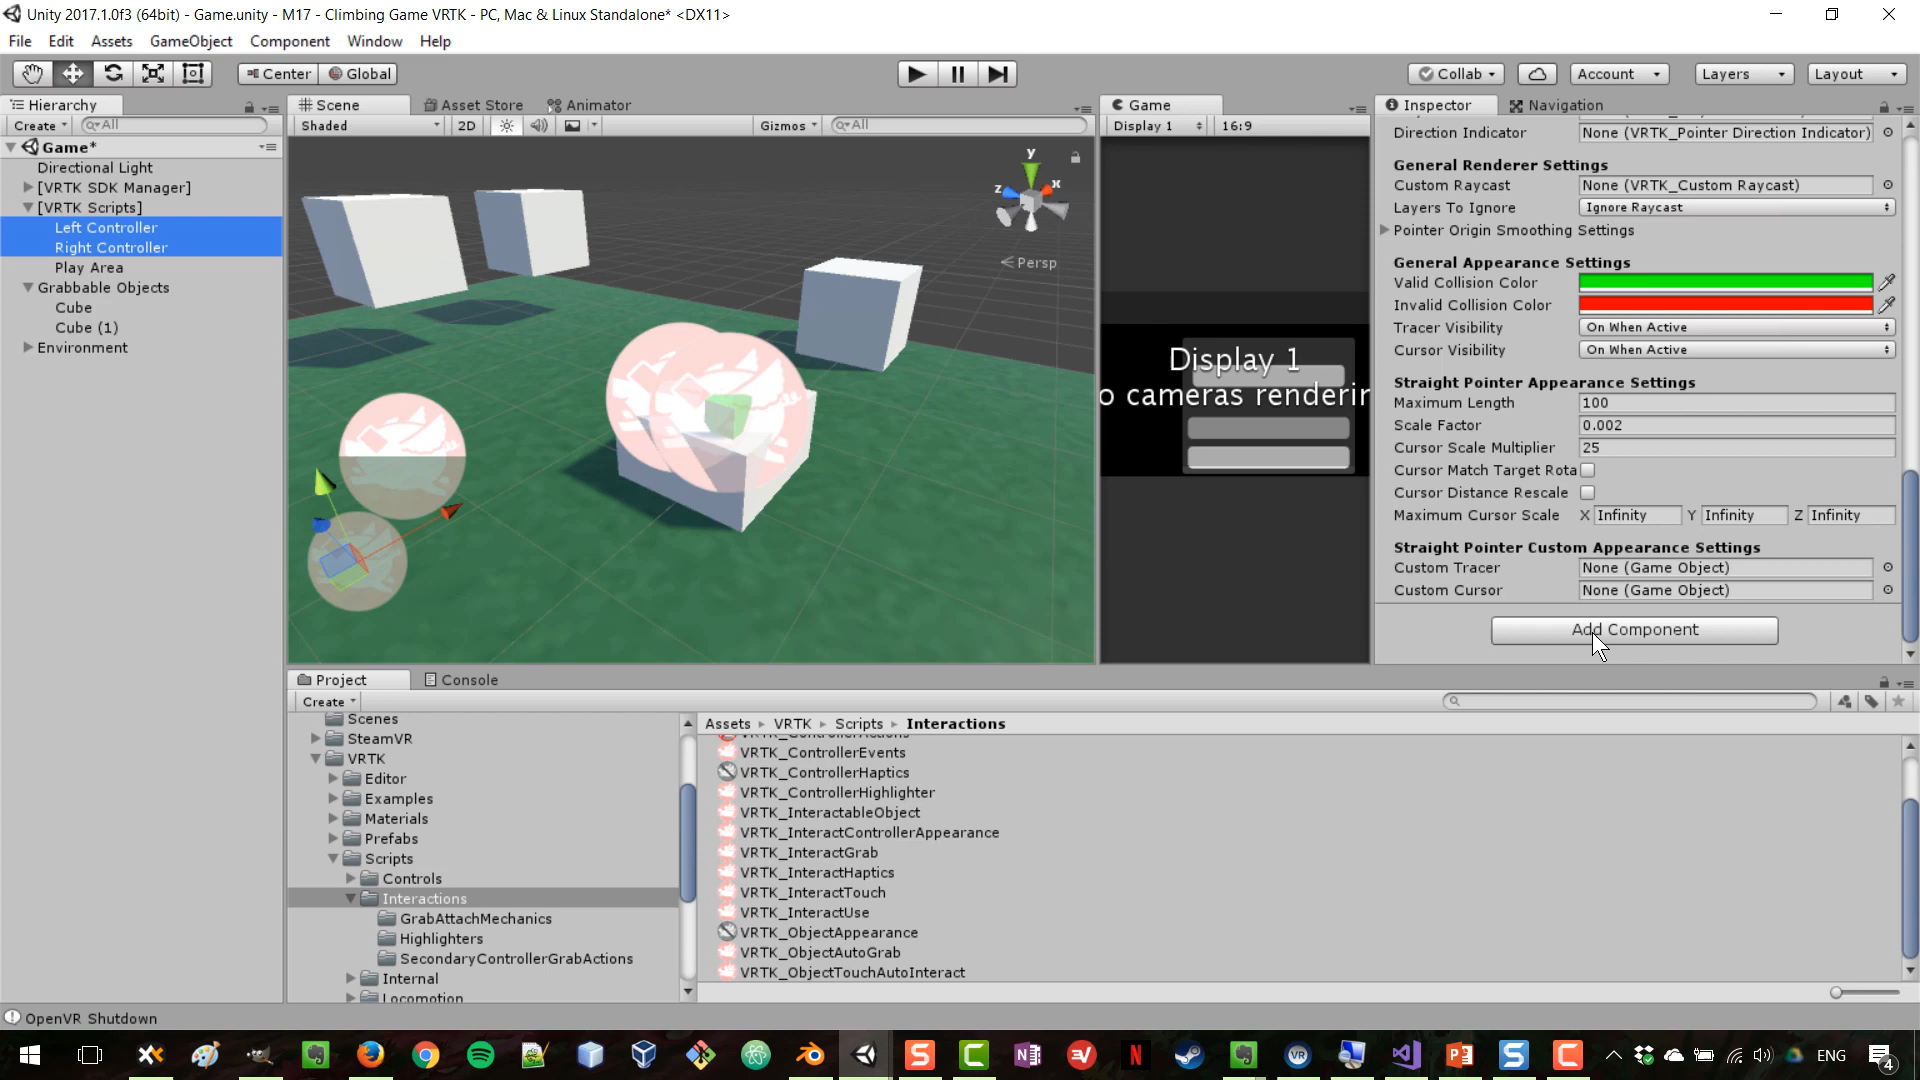 Unity 2017.1.0f3 (64bit) - Game.unity - M17 - Climbing Game VRTK - PC, Mac & Linux Standalone* <DX11>
File Edit Assets GameObject Component Window Help
Center Global Collab Account Layers Layout
Hierarchy Scene Asset Store Animator Game Inspector Navigation
Create All Shaded 2D Gizmos All Display 1 16:9
Game*
Directional Light
[VRTK SDK Manager]
[VRTK Scripts]
Left Controller
Right Controller
Play Area
Grabbable Objects
Cube
Cube (1)
Environment
y
z x
Persp
Display 1
o cameras renderin
Direction Indicator None (VRTK_Pointer Direction Indicator)
General Renderer Settings
Custom Raycast None (VRTK_Custom Raycast)
Layers To Ignore Ignore Raycast
Pointer Origin Smoothing Settings
General Appearance Settings
Valid Collision Color
Invalid Collision Color
Tracer Visibility On When Active
Cursor Visibility On When Active
Straight Pointer Appearance Settings
Maximum Length 100
Scale Factor 0.002
Cursor Scale Multiplier 25
Cursor Match Target Rota
Cursor Distance Rescale
Maximum Cursor Scale X Infinity Y Infinity Z Infinity
Straight Pointer Custom Appearance Settings
Custom Tracer None (Game Object)
Custom Cursor None (Game Object)
Add Component
Project Console
Create
Scenes
SteamVR
VRTK
Editor
Examples
Materials
Prefabs
Scripts
Controls
Interactions
GrabAttachMechanics
Highlighters
SecondaryControllerGrabActions
Internal
Locomotion
Assets VRTK Scripts Interactions
VRTK_ControllerActions
VRTK_ControllerEvents
VRTK_ControllerHaptics
VRTK_ControllerHighlighter
VRTK_InteractableObject
VRTK_InteractControllerAppearance
VRTK_InteractGrab
VRTK_InteractHaptics
VRTK_InteractTouch
VRTK_InteractUse
VRTK_ObjectAppearance
VRTK_ObjectAutoGrab
VRTK_ObjectTouchAutoInteract
OpenVR Shutdown
ENG 4